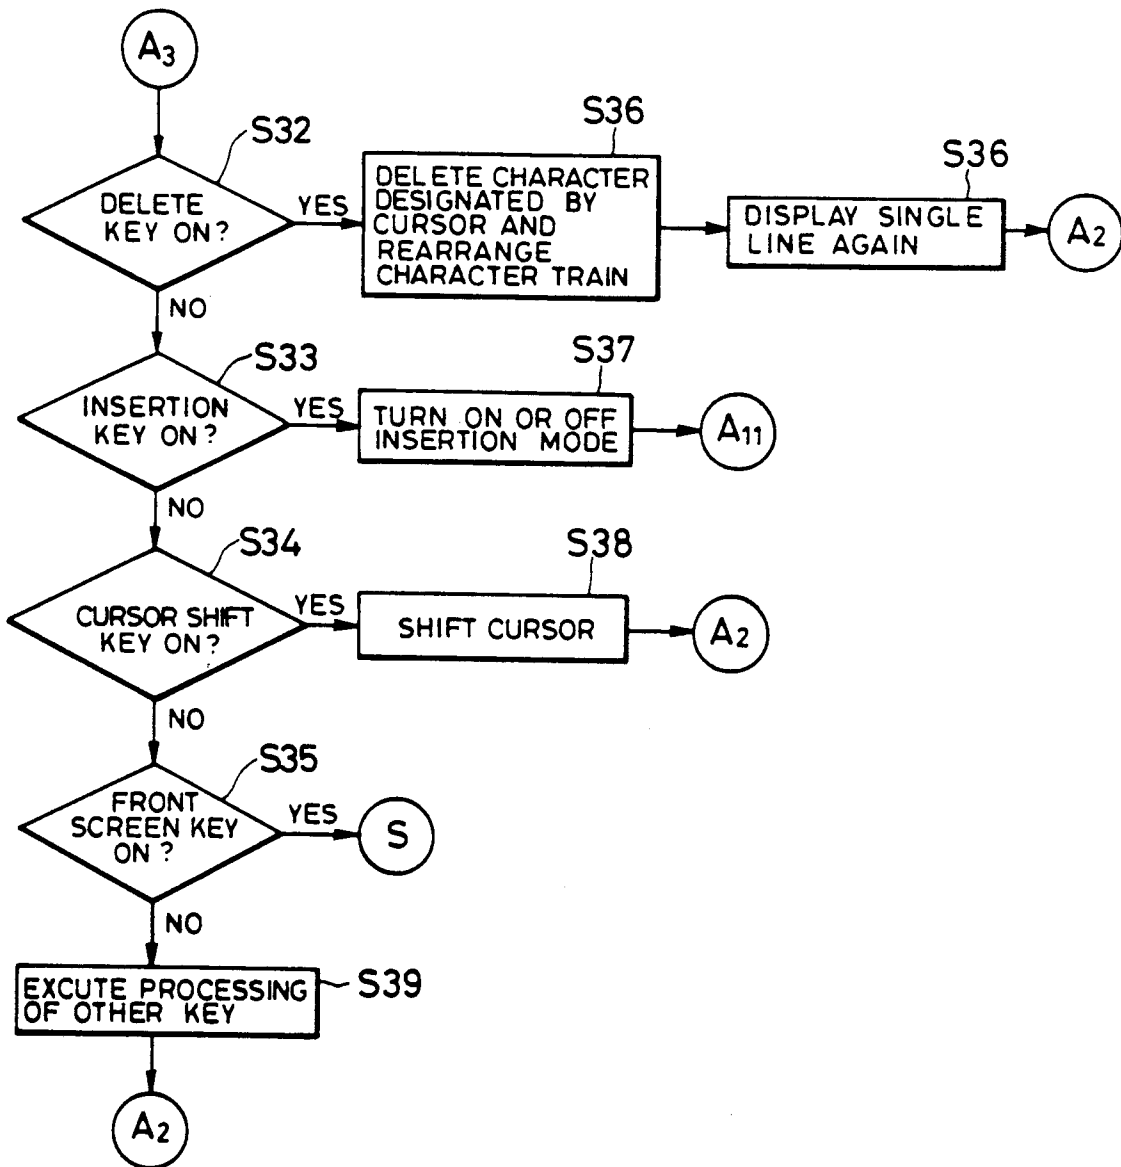 A3
S32
DELETE
KEY ON?
YES
S36
DELETE CHARACTER
DESIGNATED BY
CURSOR AND
REARRANGE
CHARACTER TRAIN
S36
DISPLAY SINGLE
LINE AGAIN
A2
NO
S33
INSERTION
KEY ON?
YES
S37
TURN ON OR OFF
INSERTION MODE
A11
NO
S34
CURSOR SHIFT
KEY ON?
YES
S38
SHIFT CURSOR
A2
NO
S35
FRONT
SCREEN KEY
ON?
YES
S
NO
S39
EXCUTE PROCESSING
OF OTHER KEY
A2